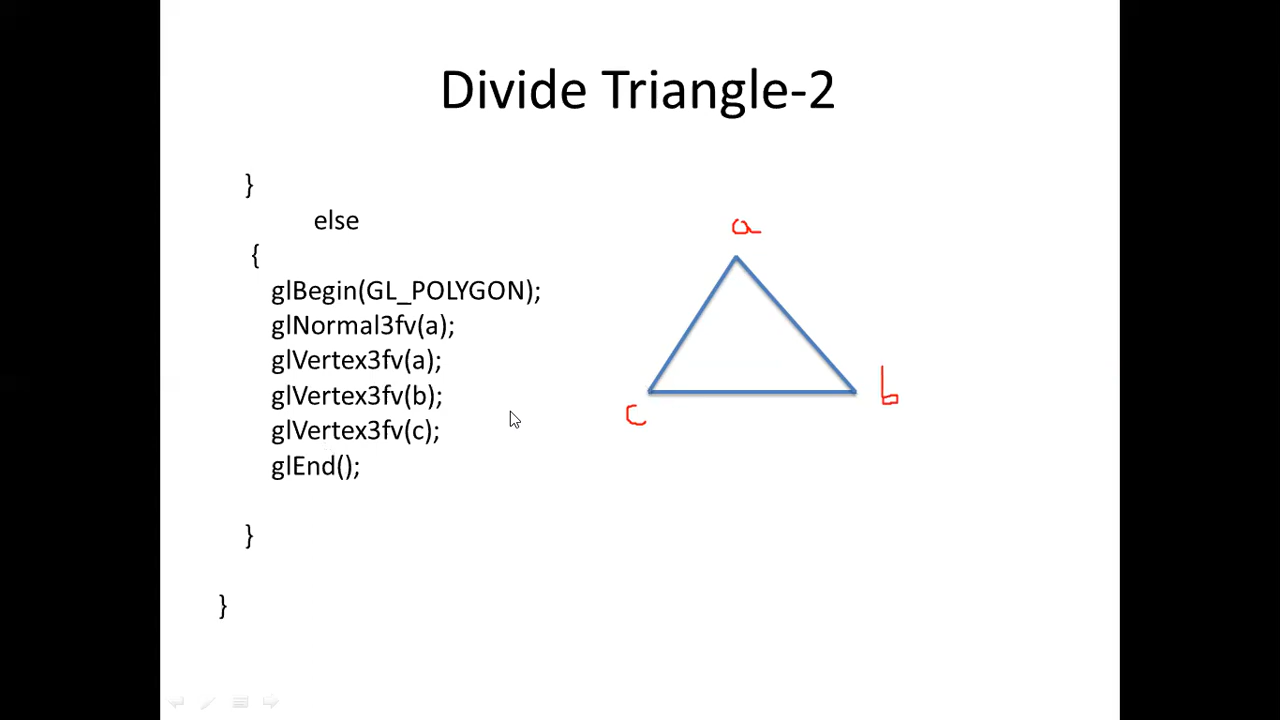 Divide Triangle-2
}
else
{
glBegin(GL_POLYGON);
glNormal3fv(a);
glVertex3fv(a);
glVertex3fv(b);
glVertex3fv(c);
glEnd();
}
}
a
b
c